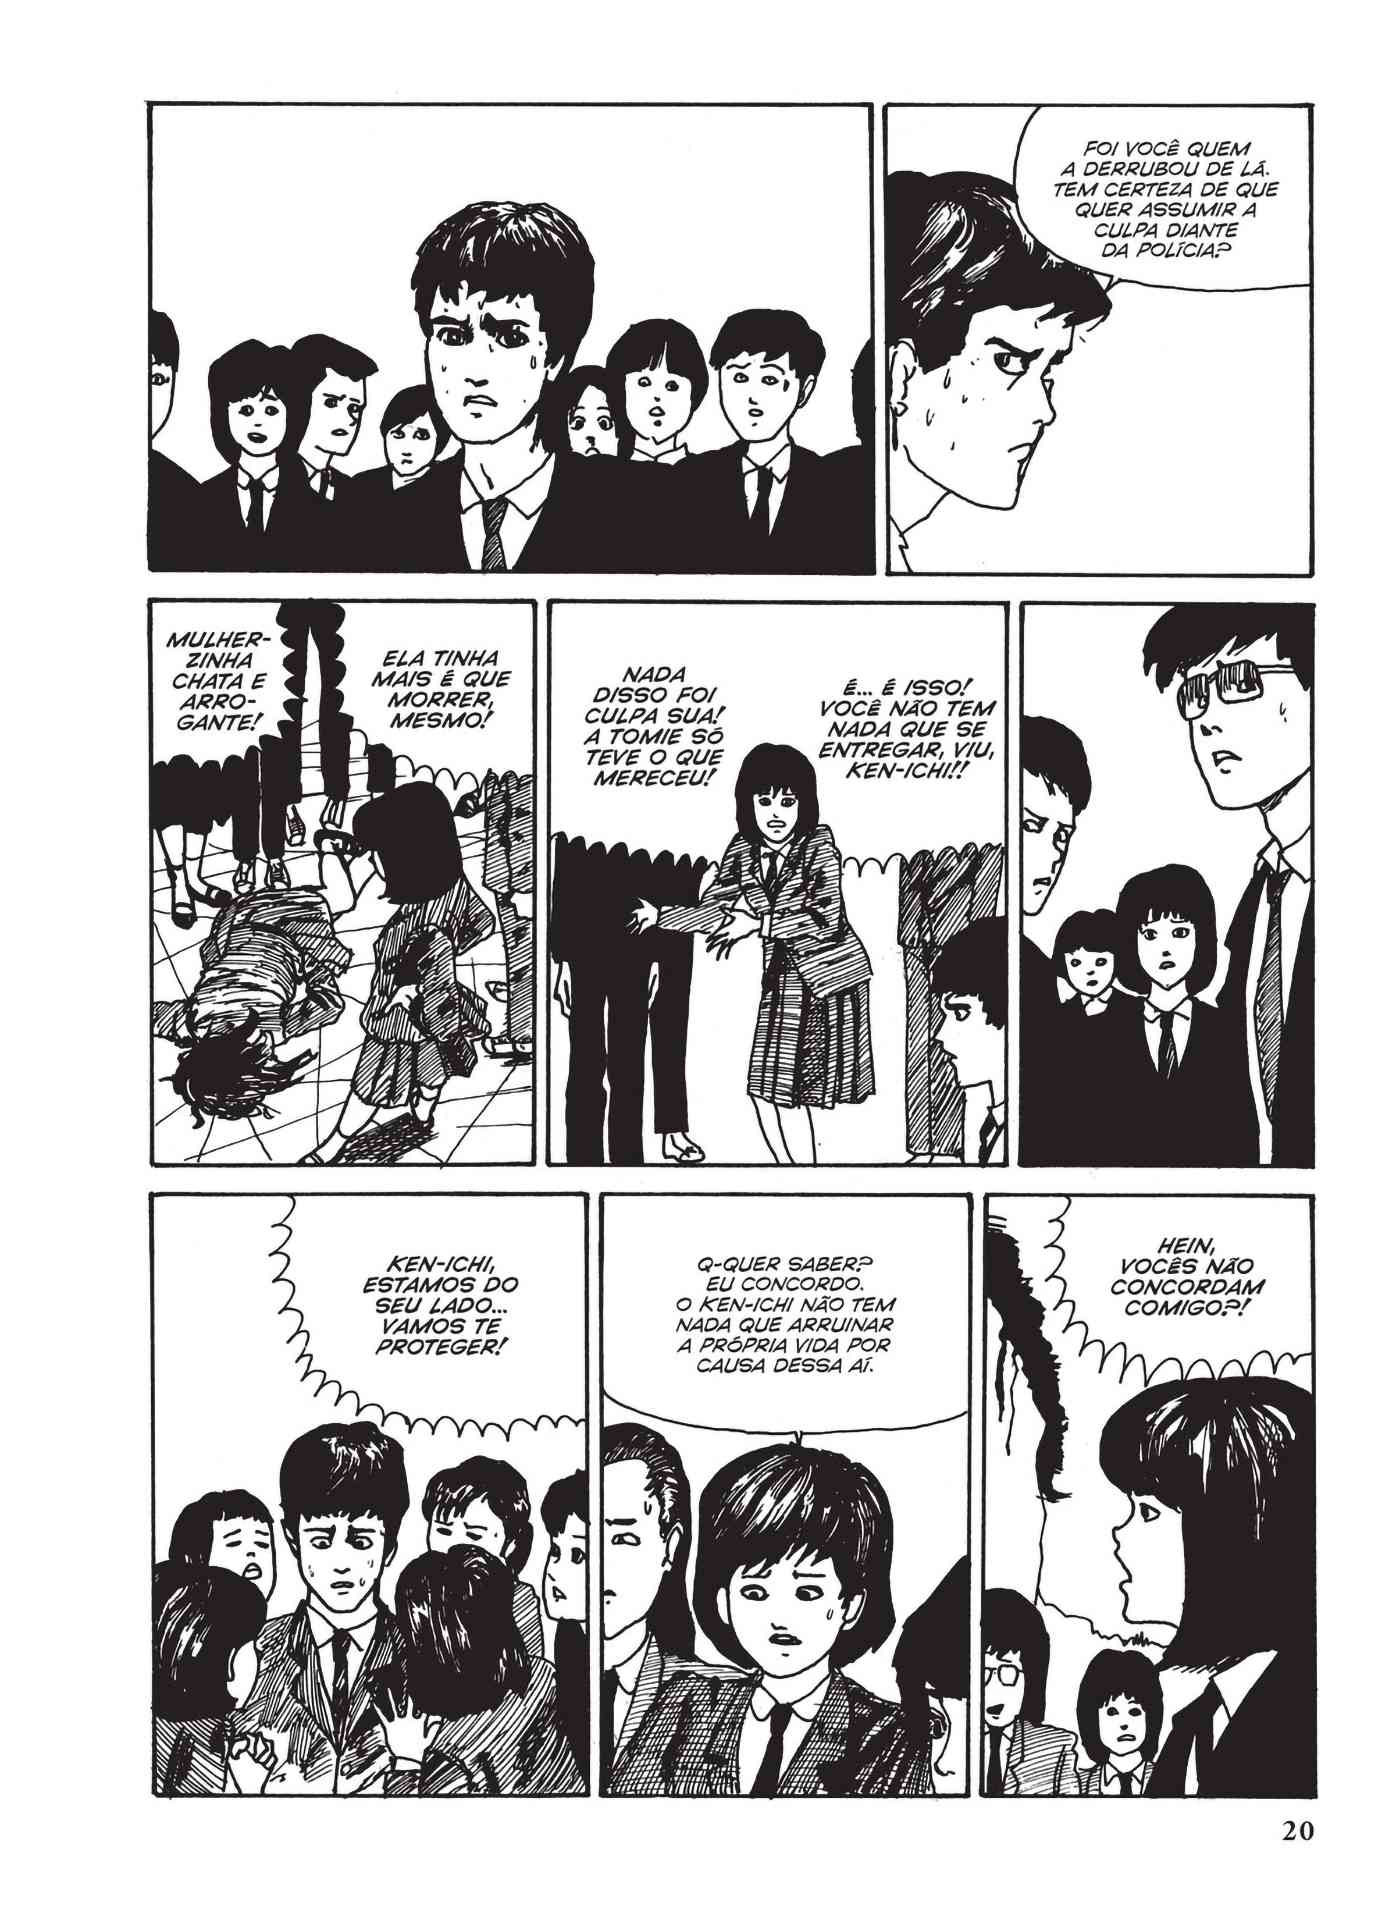 FOI VOCÊ QUEM
A DERRUBOU DE LÁ.
TEM CERTEZA DE QUE
QUER ASSUMIR A
CULPA DIANTE
DA POLÍCIA?
MULHER-
ZINHA
CHATA E
ARRO-
GANTE!
ELA TINHA
MAIS É QUE
MORRER,
MESMO!
NADA
DISSO FOI
CULPA SUA!
A TOMIE SÓ
TEVE O QUE
MERECEU!
É... É ISSO!
VOCÊ NÃO TEM
NADA QUE SE
ENTREGAR, VIU,
KEN-ICHI!!
KEN-ICHI,
ESTAMOS DO
SEU LADO...
VAMOS TE
PROTEGER!
Q-QUER SABER?
EU CONCORDO.
O KEN-ICHI NÃO TEM
NADA QUE ARRUINAR
A PRÓPRIA VIDA POR
CAUSA DESSA AÍ.
HEIN,
VOCÊS NÃO
CONCORDAM
COMIGO?!
20